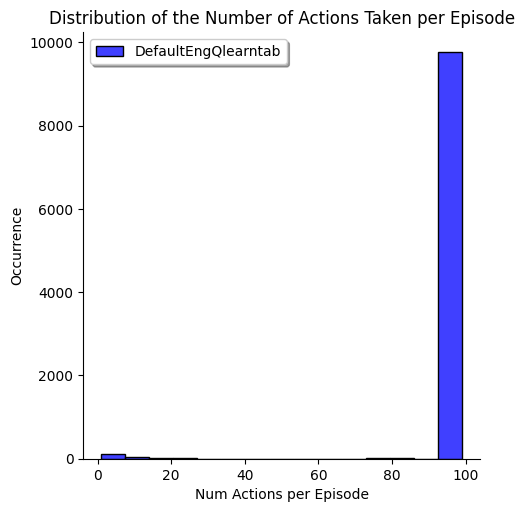 Distribution of the Number of Actions Taken per Episode
DefaultEngQlearntab
10000
8000
6000
4000
2000
0
Occurrence
0 20 40 60 80 100
Num Actions per Episode